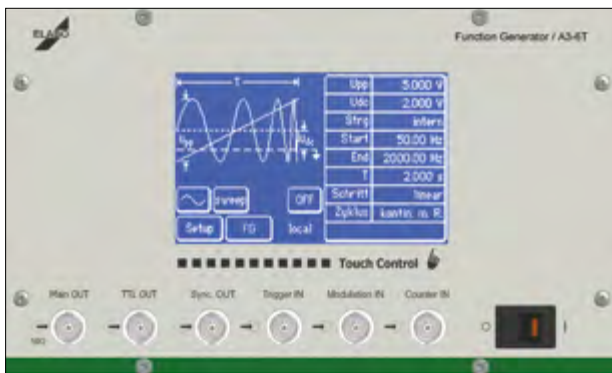 ELABO
Function Generator / A3-6T
T
Upp 5.000 V
Udc 2.000 V
Strg intern
Start 50.00 Hz
End 2000.00 Hz
T 2.000 s
Schritt linear
Zyklus kontin. m. R.
Upp
Udc
sweep
OFF
Setup
FG
local
Touch Control
Main OUT
TTL OUT
Sync. OUT
Trigger IN
Modulation IN
Counter IN
O
I